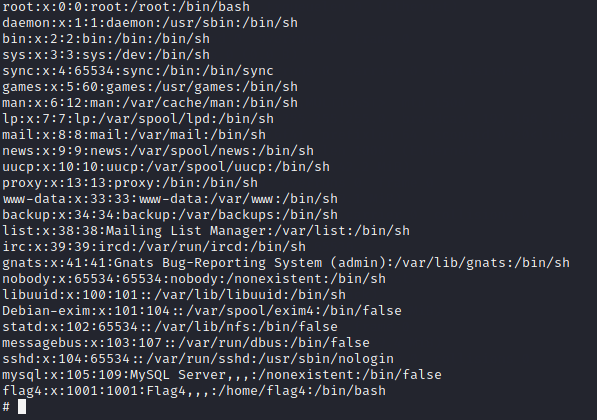 root:x:0:0:root:/root:/bin/bash
daemon:x:1:1:daemon:/usr/sbin:/bin/sh
bin:x:2:2:bin:/bin:/bin/sh
sys:x:3:3:sys:/dev:/bin/sh
sync:x:4:65534:sync:/bin:/bin/sync
games:x:5:60:games:/usr/games:/bin/sh
man:x:6:12:man:/var/cache/man:/bin/sh
lp:x:7:7:lp:/var/spool/lpd:/bin/sh
mail:x:8:8:mail:/var/mail:/bin/sh
news:x:9:9:news:/var/spool/news:/bin/sh
uucp:x:10:10:uucp:/var/spool/uucp:/bin/sh
proxy:x:13:13:proxy:/bin:/bin/sh
www-data:x:33:33:www-data:/var/www:/bin/sh
backup:x:34:34:backup:/var/backups:/bin/sh
list:x:38:38:Mailing List Manager:/var/list:/bin/sh
irc:x:39:39:ircd:/var/run/ircd:/bin/sh
gnats:x:41:41:Gnats Bug-Reporting System (admin):/var/lib/gnats:/bin/sh
nobody:x:65534:65534:nobody:/nonexistent:/bin/sh
libuuid:x:100:101::/var/lib/libuuid:/bin/sh
Debian-exim:x:101:104::/var/spool/exim4:/bin/false
statd:x:102:65534::/var/lib/nfs:/bin/false
messagebus:x:103:107::/var/run/dbus:/bin/false
sshd:x:104:65534::/var/run/sshd:/usr/sbin/nologin
mysql:x:105:109:MySQL Server,,,:/nonexistent:/bin/false
flag4:x:1001:1001:Flag4,,,:/home/flag4:/bin/bash
#